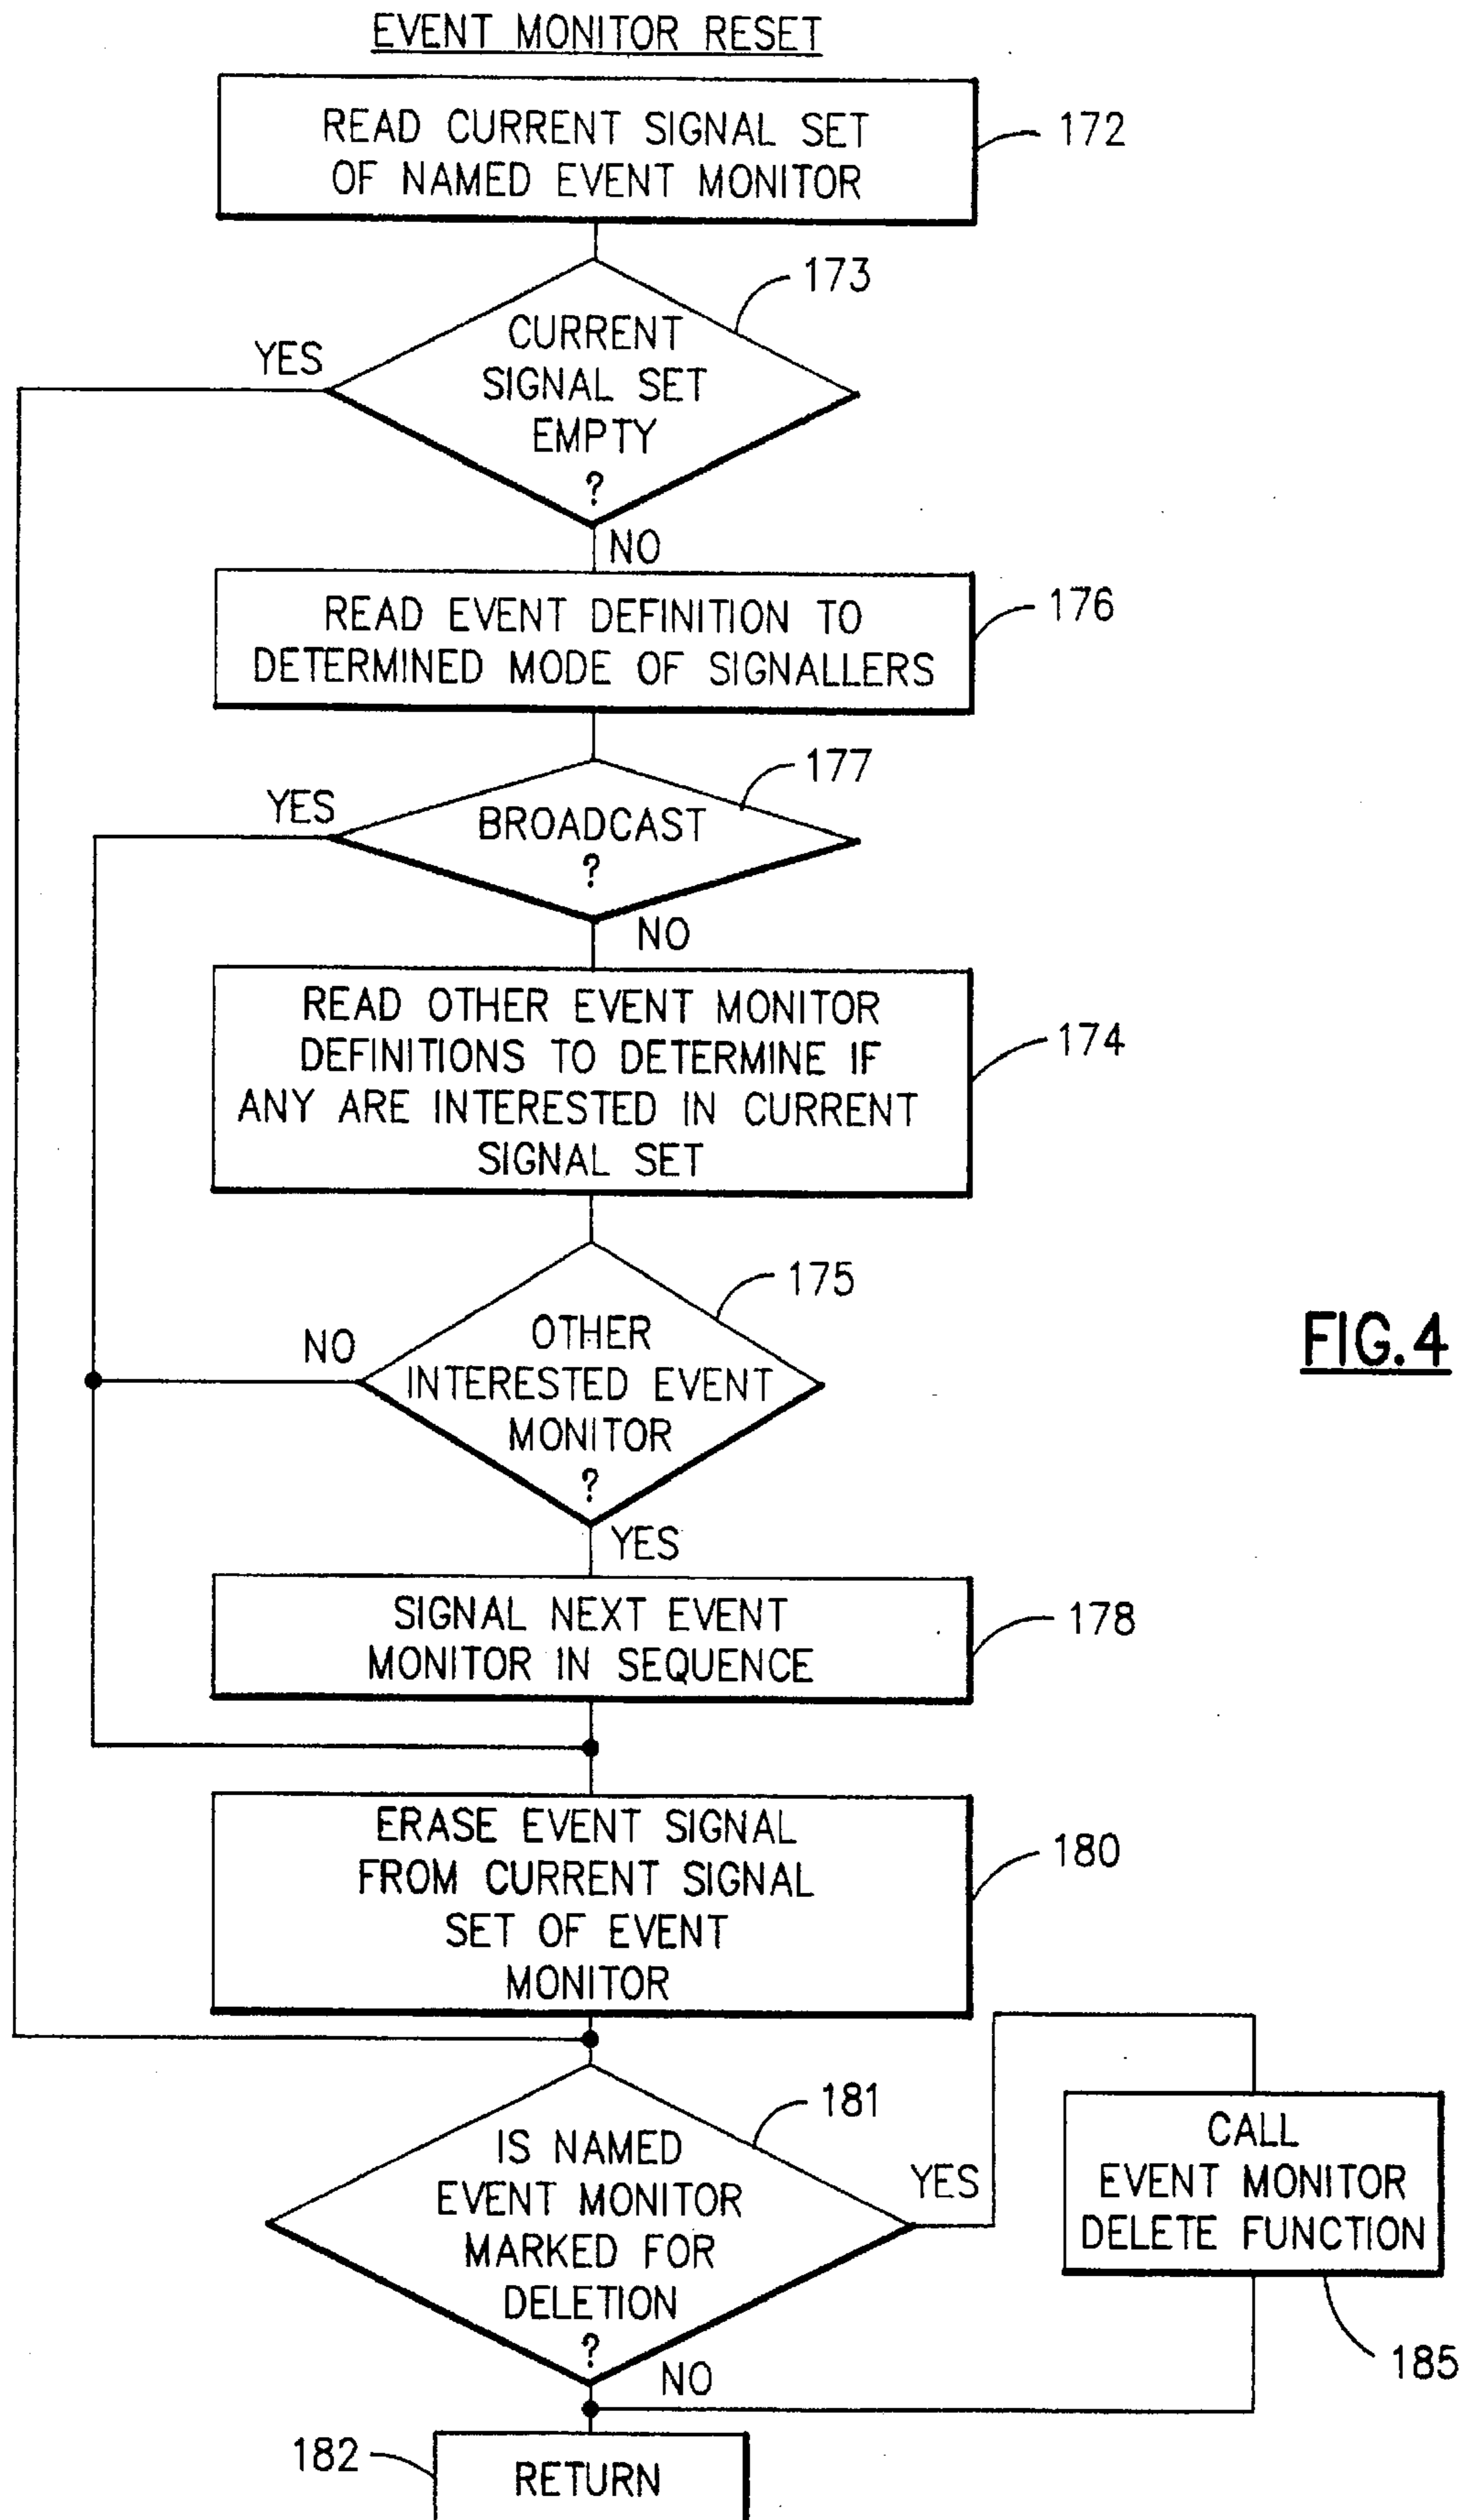 EVENT MONITOR RESET
READ CURRENT SIGNAL SET
OF NAMED EVENT MONITOR
172
173
CURRENT
SIGNAL SET
EMPTY
?
YES
NO
READ EVENT DEFINITION TO
DETERMINED MODE OF SIGNALLERS
176
177
YES
BROADCAST
?
NO
READ OTHER EVENT MONITOR
DEFINITIONS TO DETERMINE IF
ANY ARE INTERESTED IN CURRENT
SIGNAL SET
174
175
NO
OTHER
INTERESTED EVENT
MONITOR
?
YES
FIG.4
SIGNAL NEXT EVENT
MONITOR IN SEQUENCE
178
ERASE EVENT SIGNAL
FROM CURRENT SIGNAL
SET OF EVENT
MONITOR
180
181
IS NAMED
EVENT MONITOR
MARKED FOR
DELETION
?
YES
NO
CALL
EVENT MONITOR
DELETE FUNCTION
185
182
RETURN